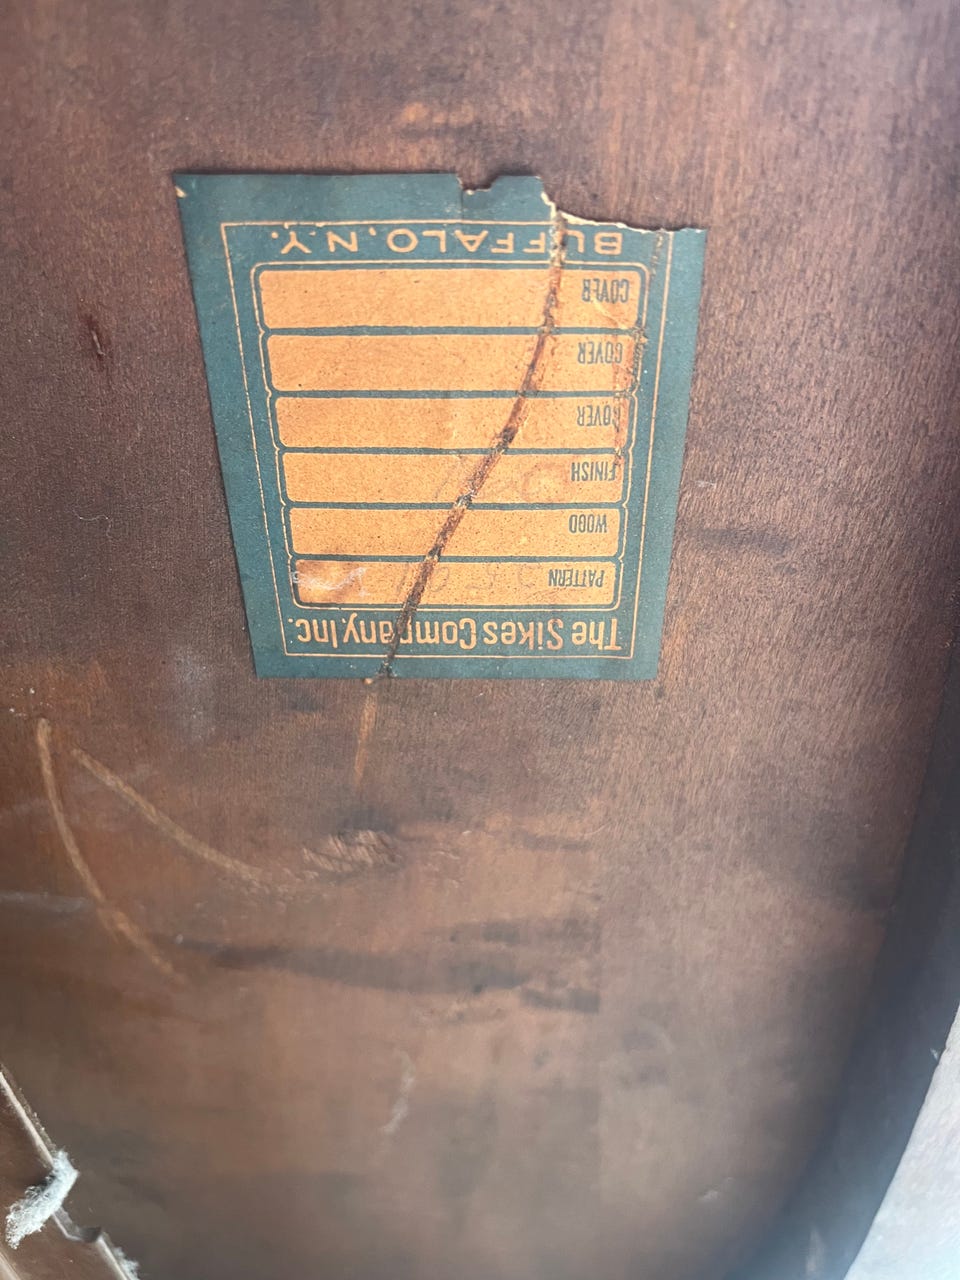 The Sikes Company, Inc.
PATTERN
WOOD
FINISH
COVER
COVER
COVER
BUFFALO, N.Y.